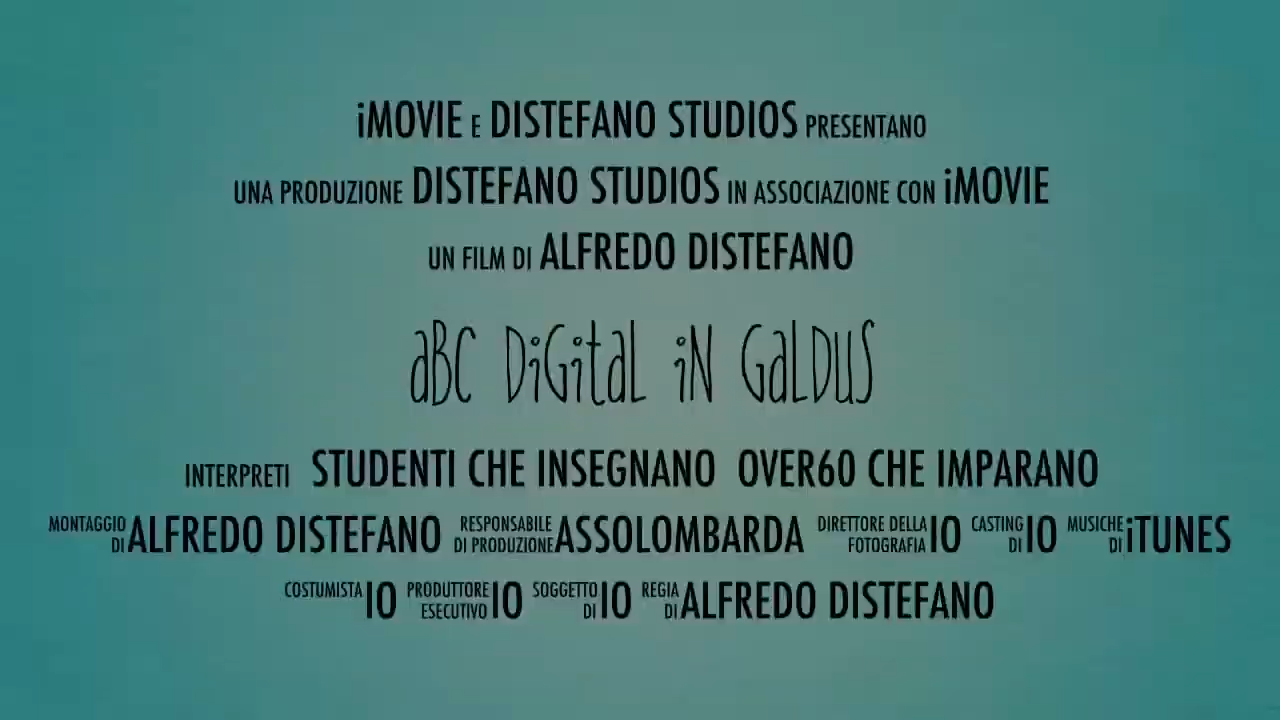 iMOVIE E DISTEFANO STUDIOS PRESENTANO
UNA PRODUZIONE DISTEFANO STUDIOS IN ASSOCIAZIONE CON iMOVIE
UN FILM DI ALFREDO DISTEFANO
aBC DiGitaL iN GaLDUS
INTERPRETI STUDENTI CHE INSEGNANO OVER60 CHE IMPARANO
MONTAGGIO DI ALFREDO DISTEFANO RESPONSABILE DI PRODUZIONE ASSOLOMBARDA DIRETTORE DELLA FOTOGRAFIA IO CASTING DI IO MUSICHE DI iTUNES
COSTUMISTA IO PRODUTTORE ESECUTIVO IO SOGGETTO DI IO REGIA DI ALFREDO DISTEFANO